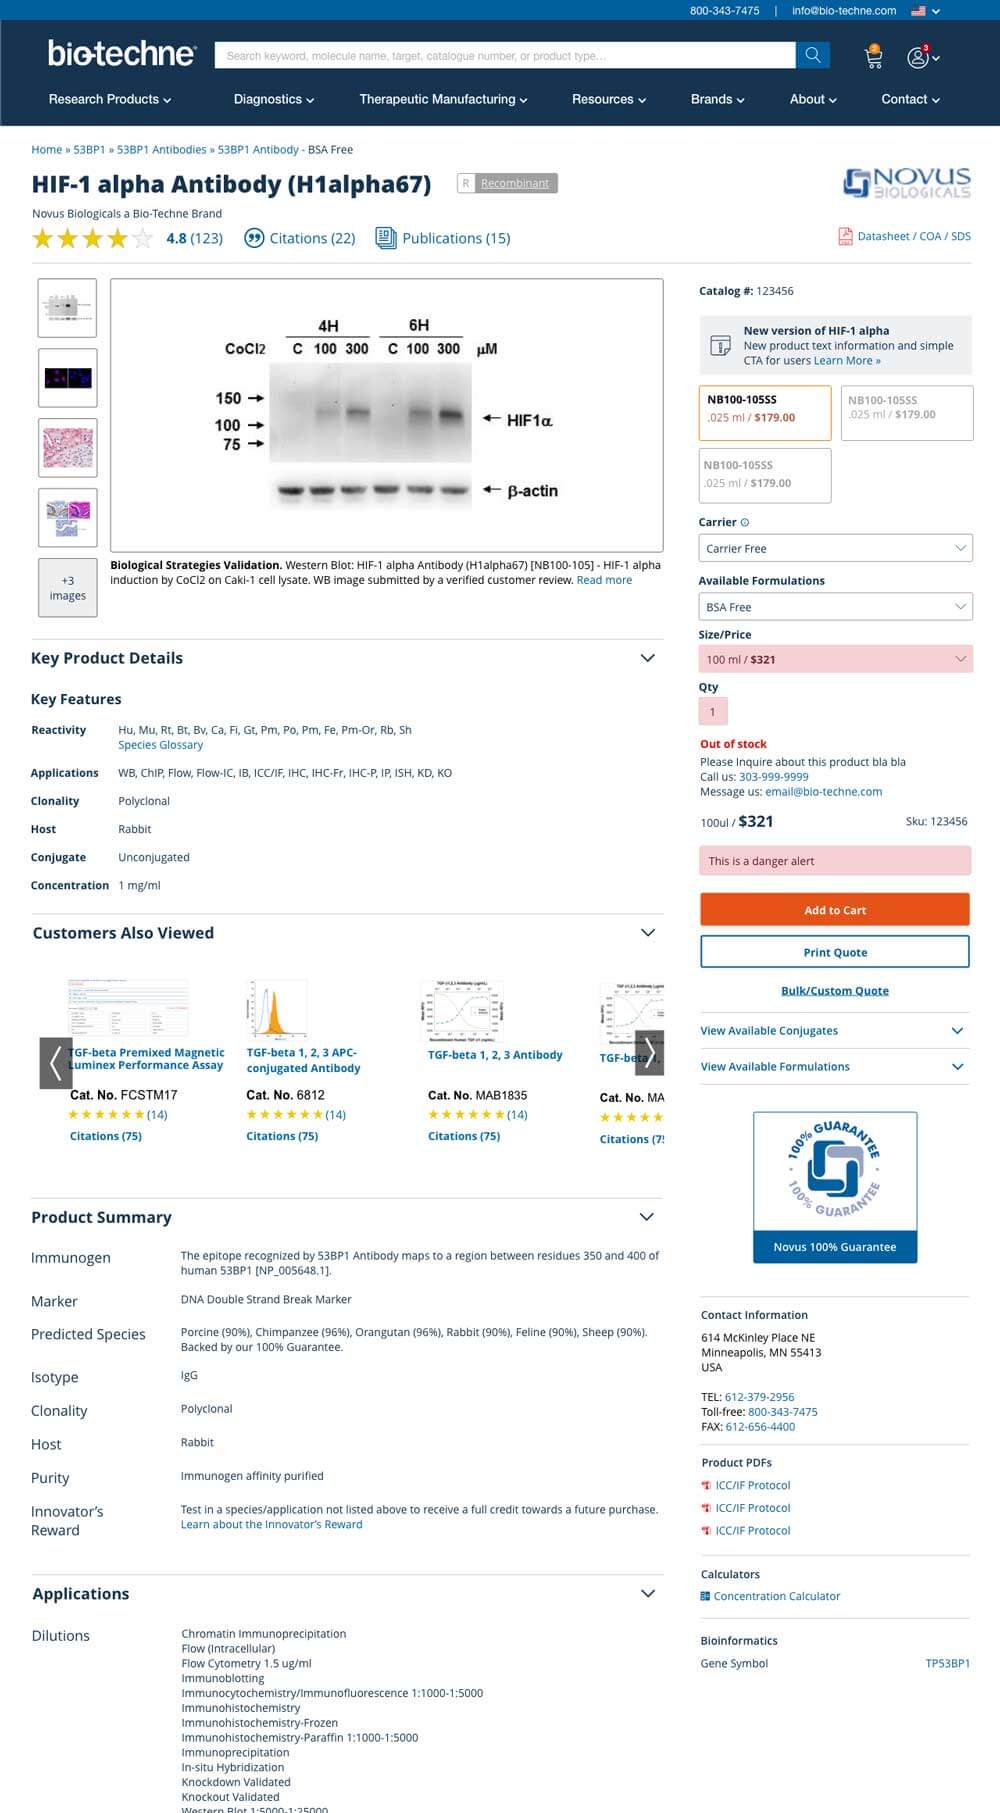 800-343-7475 | info@bio-techne.com
bio-techne
Search keyword, molecule name, target, catalogue number, or product type...
2
3
Research Products
Diagnostics
Therapeutic Manufacturing
Resources
Brands
About
Contact
Home » 53BP1 » 53BP1 Antibodies » 53BP1 Antibody - BSA Free
HIF-1 alpha Antibody (H1alpha67)
R Recombinant
NOVUS
BIOLOGICALS
Novus Biologicals a Bio-Techne Brand
4.8 (123)
Citations (22)
Publications (15)
Datasheet / COA / SDS
4H 6H
CoCl2 C 100 300 C 100 300 μM
150
100
75
HIF1α
β-actin
+3
images
Biological Strategies Validation. Western Blot: HIF-1 alpha Antibody (H1alpha67) [NB100-105] - HIF-1 alpha
induction by CoCl2 on Caki-1 cell lysate. WB image submitted by a verified customer review. Read more
Catalog #: 123456
New version of HIF-1 alpha
New product text information and simple
CTA for users Learn More »
NB100-105SS
.025 ml / $179.00
NB100-105SS
.025 ml / $179.00
NB100-105SS
.025 ml / $179.00
Carrier
Carrier Free
Available Formulations
BSA Free
Size/Price
100 ml / $321
Qty
1
Out of stock
Please Inquire about this product bla bla
Call us: 303-999-9999
Message us: email@bio-techne.com
100ul / $321
Sku: 123456
This is a danger alert
Add to Cart
Print Quote
Bulk/Custom Quote
View Available Conjugates
View Available Formulations
100% GUARANTEE
100% GUARANTEE
Novus 100% Guarantee
Contact Information
614 McKinley Place NE
Minneapolis, MN 55413
USA
TEL: 612-379-2956
Toll-free: 800-343-7475
FAX: 612-656-4400
Product PDFs
ICC/IF Protocol
ICC/IF Protocol
ICC/IF Protocol
Calculators
Concentration Calculator
Bioinformatics
Gene Symbol TP53BP1
Key Product Details
Key Features
Reactivity Hu, Mu, Rt, Bt, Bv, Ca, Fi, Gt, Pm, Po, Pm, Fe, Pm-Or, Rb, Sh
Species Glossary
Applications WB, ChIP, Flow, Flow-IC, IB, ICC/IF, IHC, IHC-Fr, IHC-P, IP, ISH, KD, KO
Clonality Polyclonal
Host Rabbit
Conjugate Unconjugated
Concentration 1 mg/ml
Customers Also Viewed
TGF-beta Premixed Magnetic
Luminex Performance Assay
Cat. No. FCSTM17
(14)
Citations (75)
TGF-beta 1, 2, 3 APC-
conjugated Antibody
Cat. No. 6812
(14)
Citations (75)
TGF-beta 1, 2, 3 Antibody
Cat. No. MAB1835
(14)
Citations (75)
TGF-beta 1,
Cat. No. MA
Citations (75
Product Summary
Immunogen The epitope recognized by 53BP1 Antibody maps to a region between residues 350 and 400 of
human 53BP1 [NP_005648.1].
Marker DNA Double Strand Break Marker
Predicted Species Porcine (90%), Chimpanzee (96%), Orangutan (96%), Rabbit (90%), Feline (90%), Sheep (90%).
Backed by our 100% Guarantee.
Isotype IgG
Clonality Polyclonal
Host Rabbit
Purity Immunogen affinity purified
Innovator's
Reward
Test in a species/application not listed above to receive a full credit towards a future purchase.
Learn about the Innovator's Reward
Applications
Dilutions Chromatin Immunoprecipitation
Flow (Intracellular)
Flow Cytometry 1.5 ug/ml
Immunoblotting
Immunocytochemistry/Immunofluorescence 1:1000-1:5000
Immunohistochemistry
Immunohistochemistry-Frozen
Immunohistochemistry-Paraffin 1:1000-1:5000
Immunoprecipitation
In-situ Hybridization
Knockdown Validated
Knockout Validated
Western Blot 1:5000-1:25000